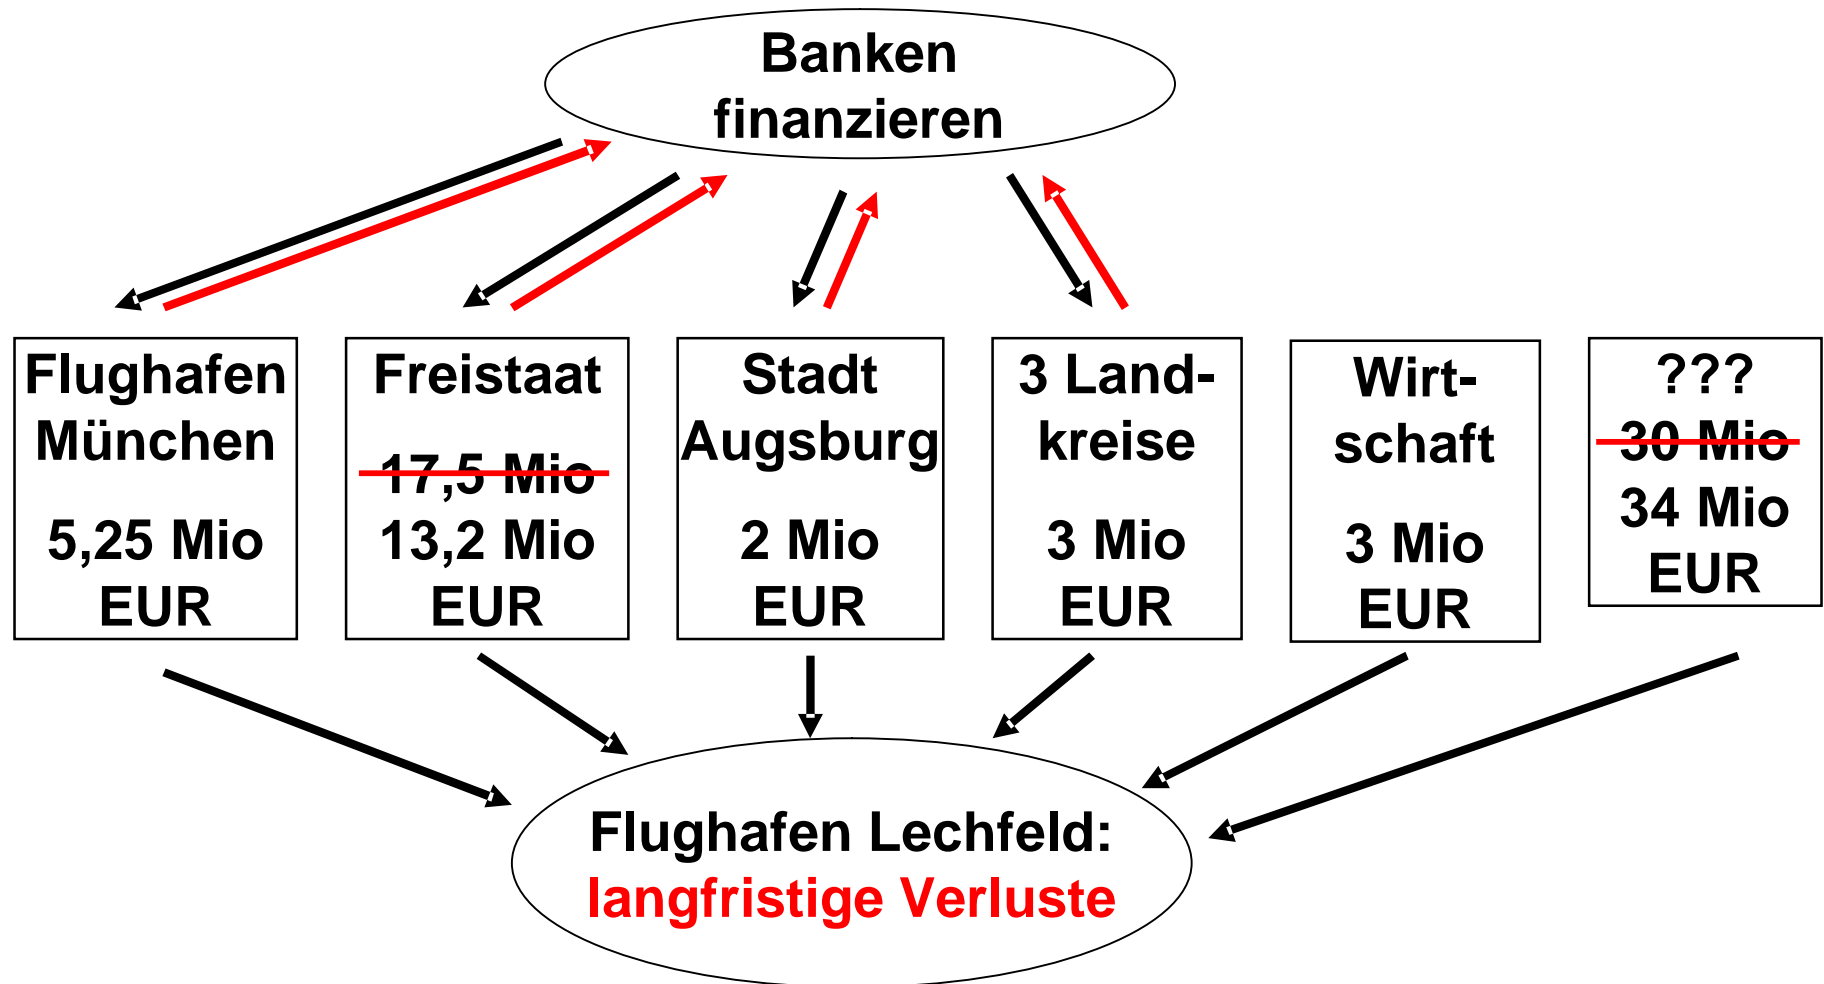 Banken
finanzieren
Flughafen
München
5,25 Mio
EUR
Freistaat
17,5 Mio
13,2 Mio
EUR
Stadt
Augsburg
2 Mio
EUR
3 Land-
kreise
3 Mio
EUR
Wirt-
schaft
3 Mio
EUR
???
30 Mio
34 Mio
EUR
Flughafen Lechfeld:
langfristige Verluste